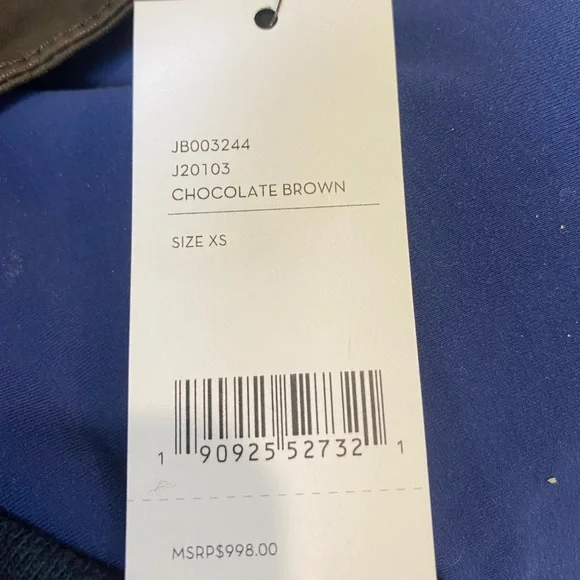 JB003244
J20103
CHOCOLATE BROWN
SIZE XS
1 90925 52732 1
MSRP$998.00